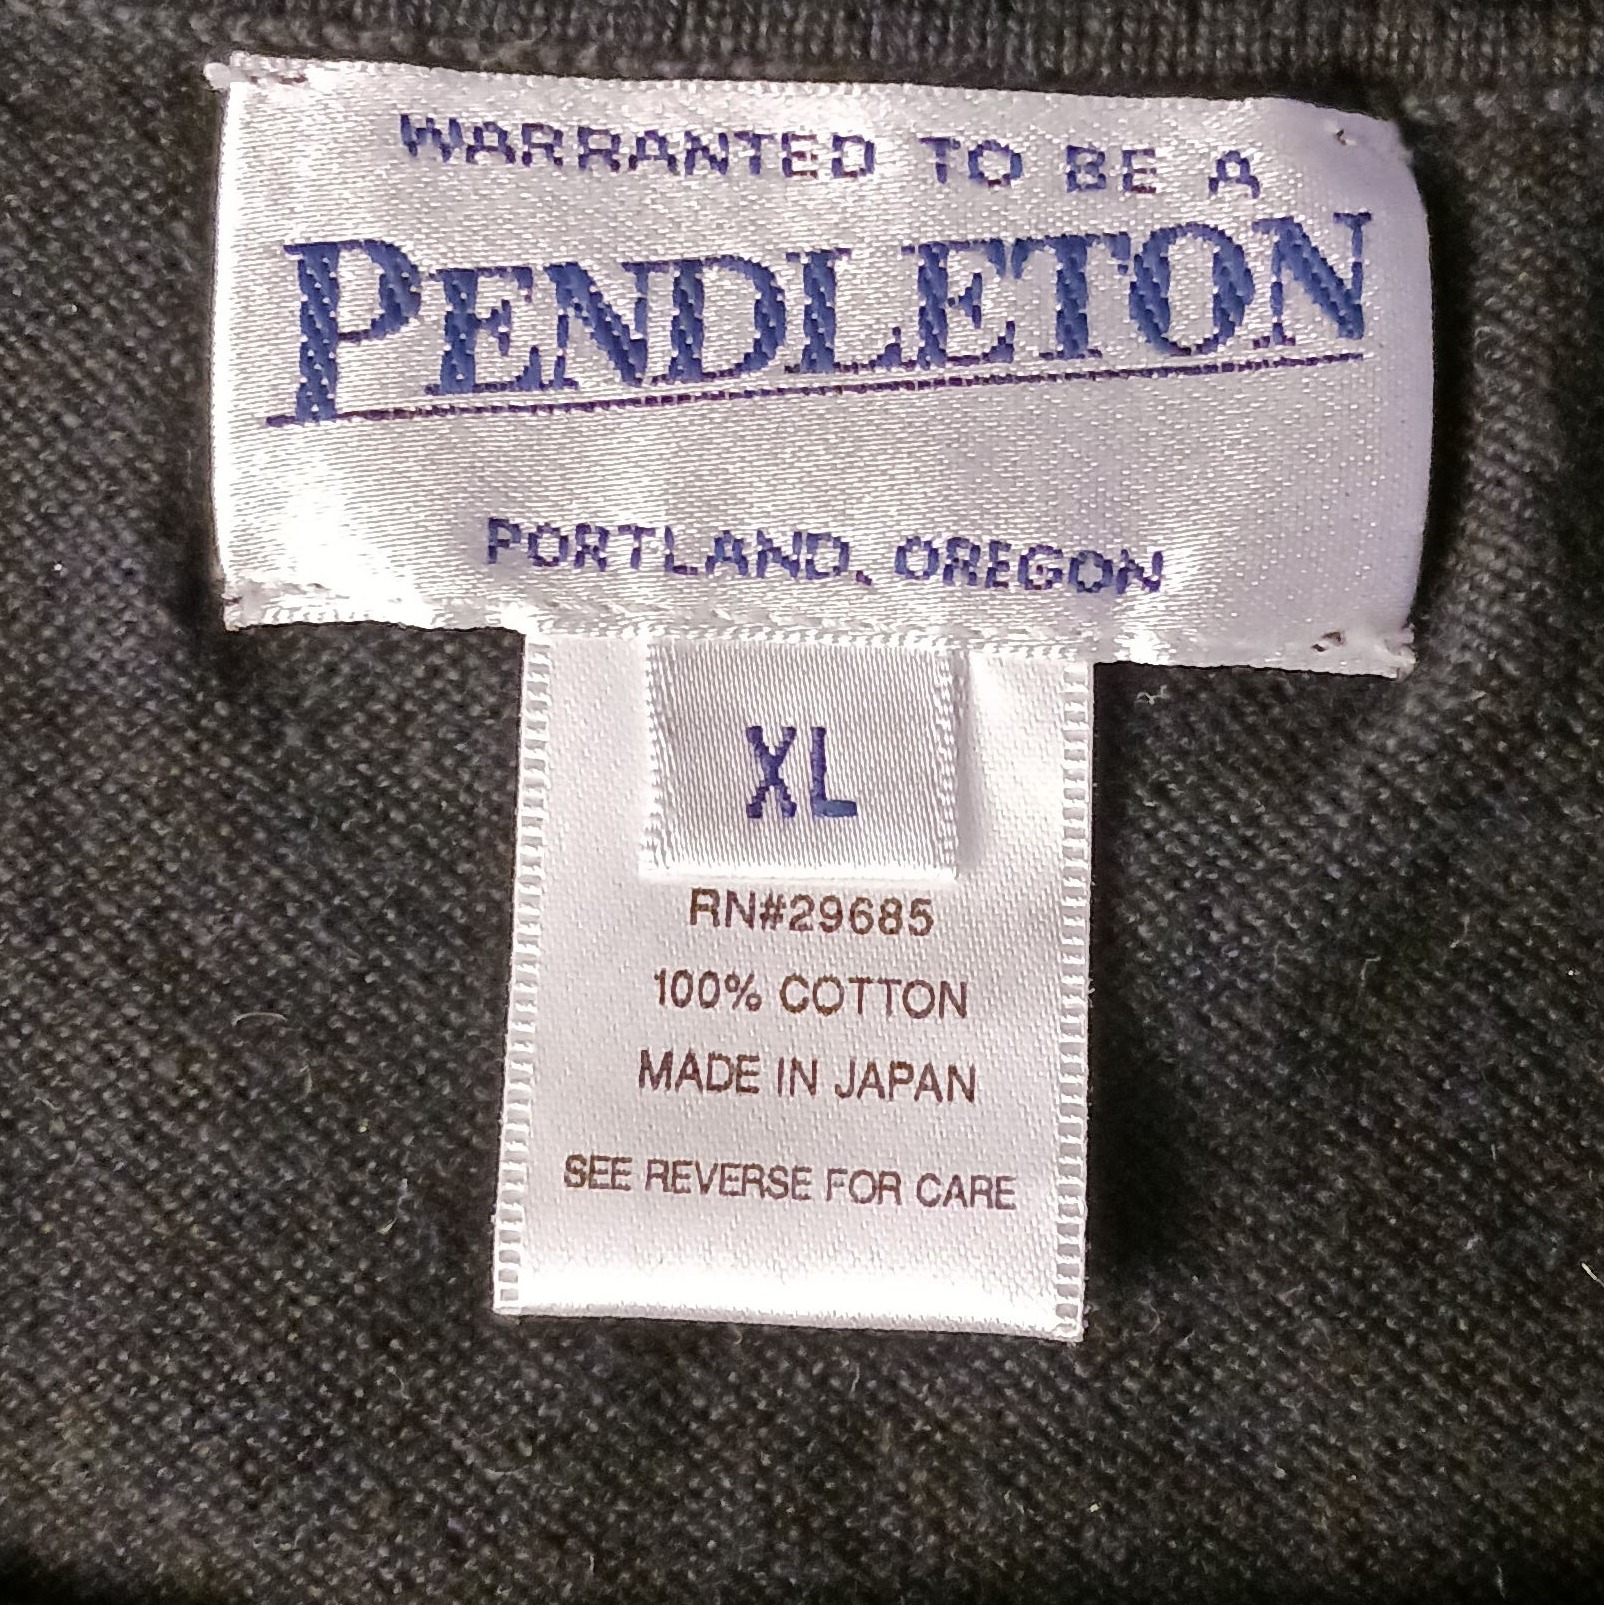 WARRANTED TO BE A
PENDLETON
PORTLAND, OREGON
XL
RN#29685
100% COTTON
MADE IN JAPAN
SEE REVERSE FOR CARE